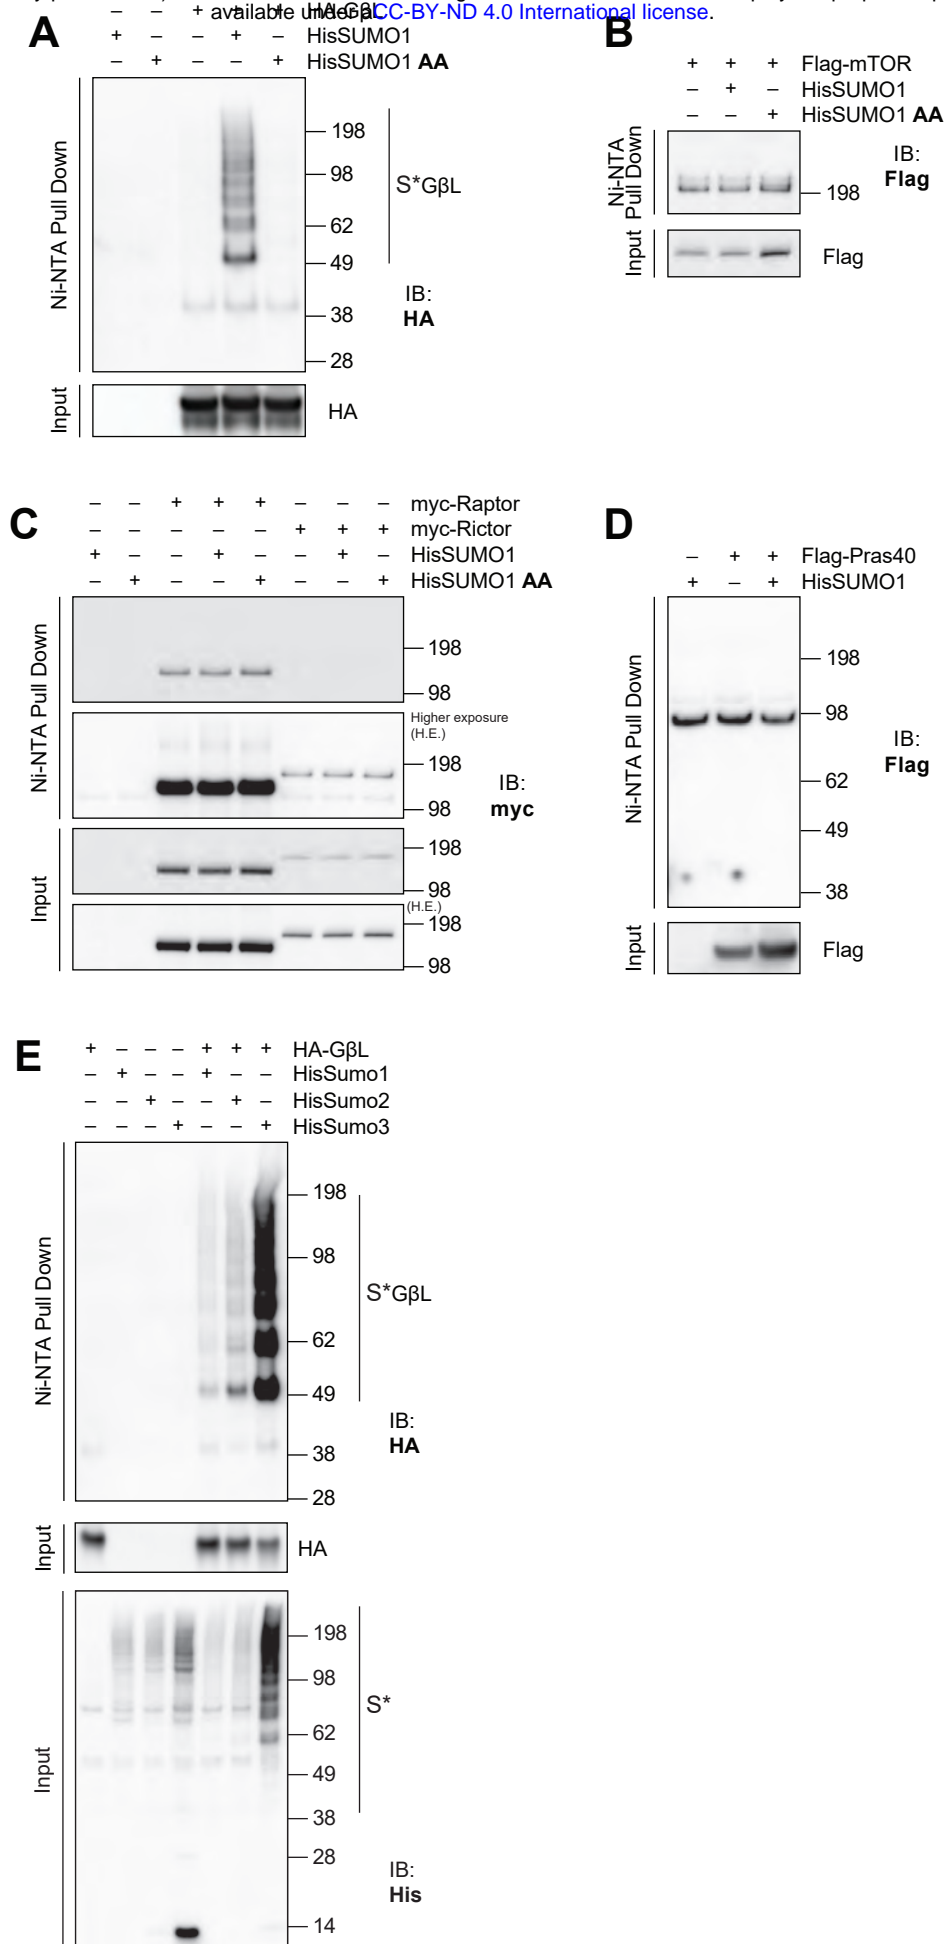 available under a CC-BY-ND 4.0 International license.
A
– – + + + HA-GβL
+ – – + – HisSUMO1
– + – – + HisSUMO1 AA
Ni-NTA Pull Down
198
98
62
49
38
28
S*GβL
IB:
HA
Input
HA
B
+ + + Flag-mTOR
– + – HisSUMO1
– – + HisSUMO1 AA
Ni-NTA
Pull Down
198
IB:
Flag
Input
Flag
C
– – + + + – – – myc-Raptor
– – – – – + + + myc-Rictor
+ – – + – – + – HisSUMO1
– + – – + – – + HisSUMO1 AA
Ni-NTA Pull Down
198
98
Higher exposure
(H.E.)
198
98
IB:
myc
Input
198
98
(H.E.)
198
98
D
– + + Flag-Pras40
+ – + HisSUMO1
Ni-NTA Pull Down
198
98
62
49
38
IB:
Flag
Input
Flag
E
+ – – – + + + HA-GβL
– + – – + – – HisSumo1
– – + – – + – HisSumo2
– – – + – – + HisSumo3
Ni-NTA Pull Down
198
98
62
49
38
28
S*GβL
IB:
HA
Input
HA
Input
198
98
62
49
38
28
14
S*
IB:
His